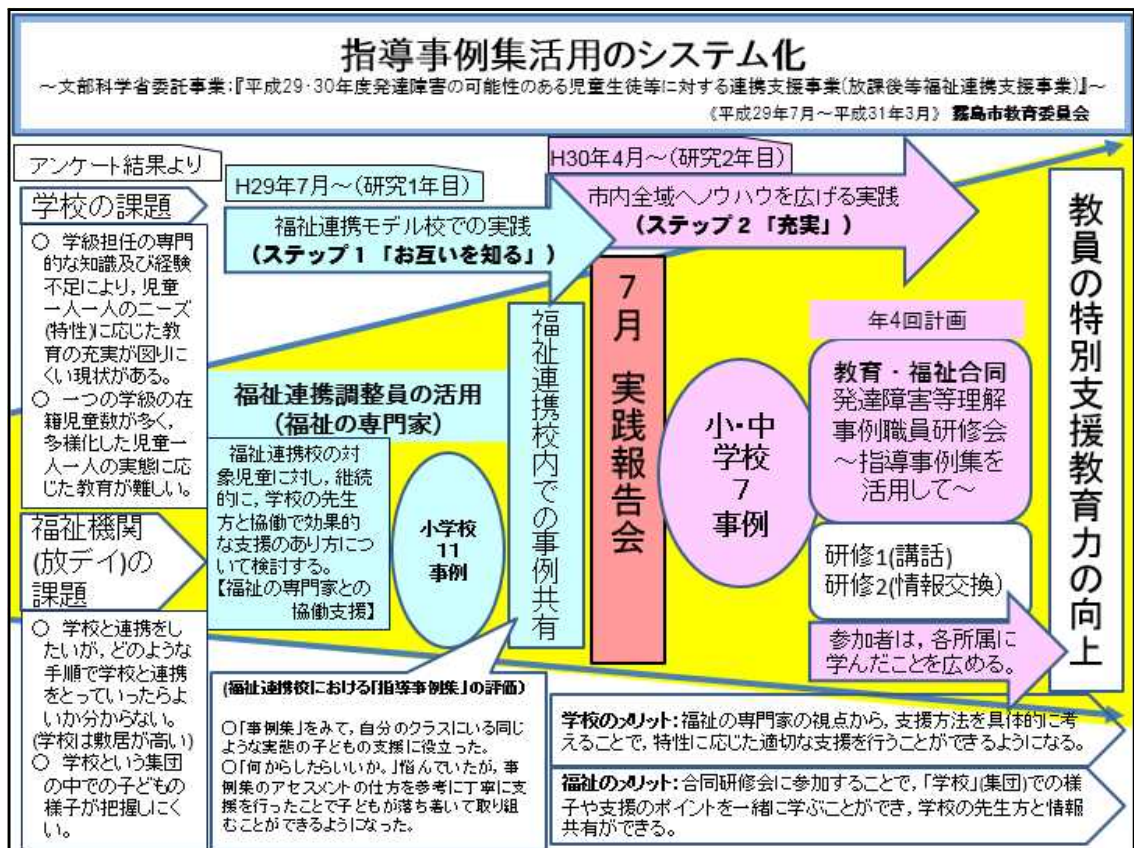 指導事例集活用のシステム化
～文部科学省委託事業:『平成29・30年度発達障害の可能性のある児童生徒等に対する連携支援事業(放課後等福祉連携支援事業)』～
《平成29年7月～平成31年3月》 霧島市教育委員会
アンケート結果より
学校の課題
○ 学級担任の専門
的な知識及び経験
不足により，児童
一人一人のニーズ
(特性)に応じた教
育の充実が図りに
くい現状がある。
○ 一つの学級の在
籍児童数が多く，
多様化した児童一
人一人の実態に応
じた教育が難しい。
福祉機関
(放デイ)の
課題
○ 学校と連携をし
たいが，どのような
手順で学校と連携
をとっていったらよ
いか分からない。
(学校は敷居が高い)
○ 学校という集団
の中での子どもの
様子が把握しにく
い。
H29年7月～(研究1年目)
福祉連携モデル校での実践
(ステップ1 「お互いを知る」)
福祉連携調整員の活用
(福祉の専門家)
福祉連携校の対
象児童に対し，継続
的に，学校の先生
方と協働で効果的
な支援のあり方につ
いて検討する。
【福祉の専門家との
協働支援】
小学校
11
事例
福祉連携校内での事例共有
(福祉連携校における「指導事例集」の評価)
○「事例集」をみて，自分のクラスにいる同じ
ような実態の子どもの支援に役立った。
○「何からしたらいいか。」悩んでいたが，事
例集のアセスメントの仕方を参考に丁寧に支
援を行ったことで子どもが落ち着いて取り組
むことができるようになった。
H30年4月～(研究2年目)
市内全域へノウハウを広げる実践
(ステップ2 「充実」)
7月 実践報告会
小・中
学校
7
事例
年4回計画
教育・福祉合同
発達障害等理解
事例職員研修会
～指導事例集を
活用して～
研修1(講話)
研修2(情報交換)
参加者は，各所属に
学んだことを広める。
学校のメリット:福祉の専門家の視点から，支援方法を具体的に考
えることで，特性に応じた適切な支援を行うことができるようになる。
福祉のメリット:合同研修会に参加することで，「学校」(集団)での様
子や支援のポイントを一緒に学ぶことができ，学校の先生方と情報
共有ができる。
教員の特別支援教育力の向上